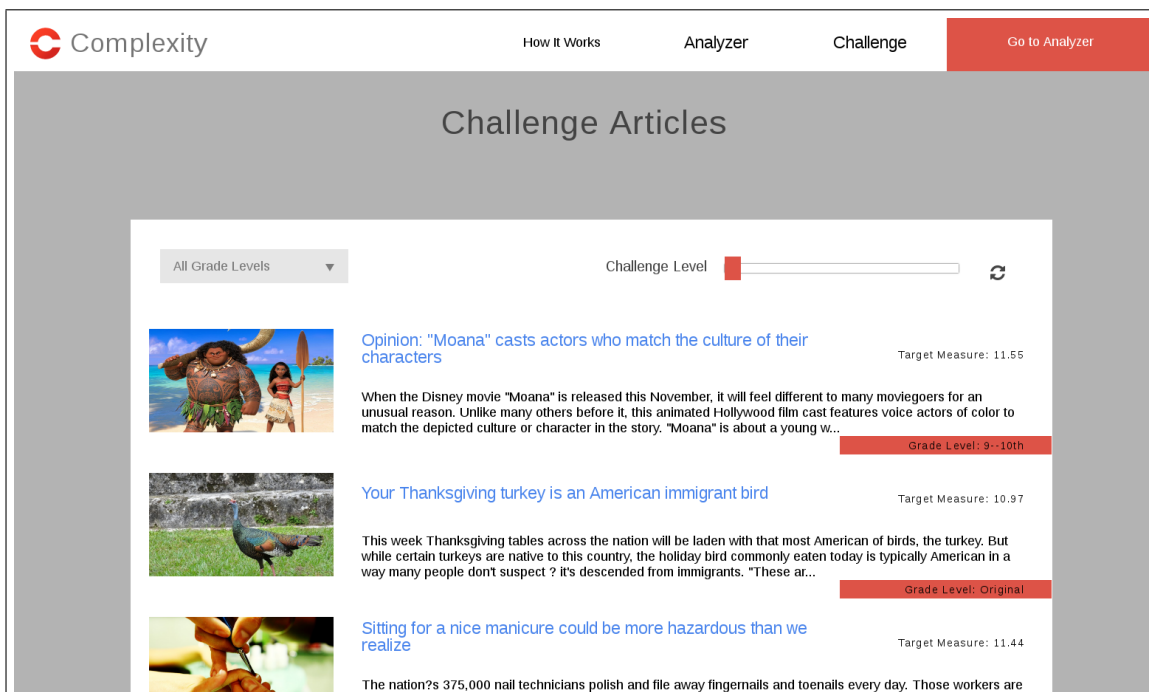 Complexity
How It Works
Analyzer
Challenge
Go to Analyzer
Challenge Articles
All Grade Levels
Challenge Level
Opinion: "Moana" casts actors who match the culture of their
characters
Target Measure: 11.55
When the Disney movie "Moana" is released this November, it will feel different to many moviegoers for an
unusual reason. Unlike many others before it, this animated Hollywood film cast features voice actors of color to
match the depicted culture or character in the story. "Moana" is about a young w...
Grade Level: 9--10th
Your Thanksgiving turkey is an American immigrant bird
Target Measure: 10.97
This week Thanksgiving tables across the nation will be laden with that most American of birds, the turkey. But
while certain turkeys are native to this country, the holiday bird commonly eaten today is typically American in a
way many people don't suspect ? it's descended from immigrants. "These ar...
Grade Level: Original
Sitting for a nice manicure could be more hazardous than we
realize
Target Measure: 11.44
The nation?s 375,000 nail technicians polish and file away fingernails and toenails every day. Those workers are